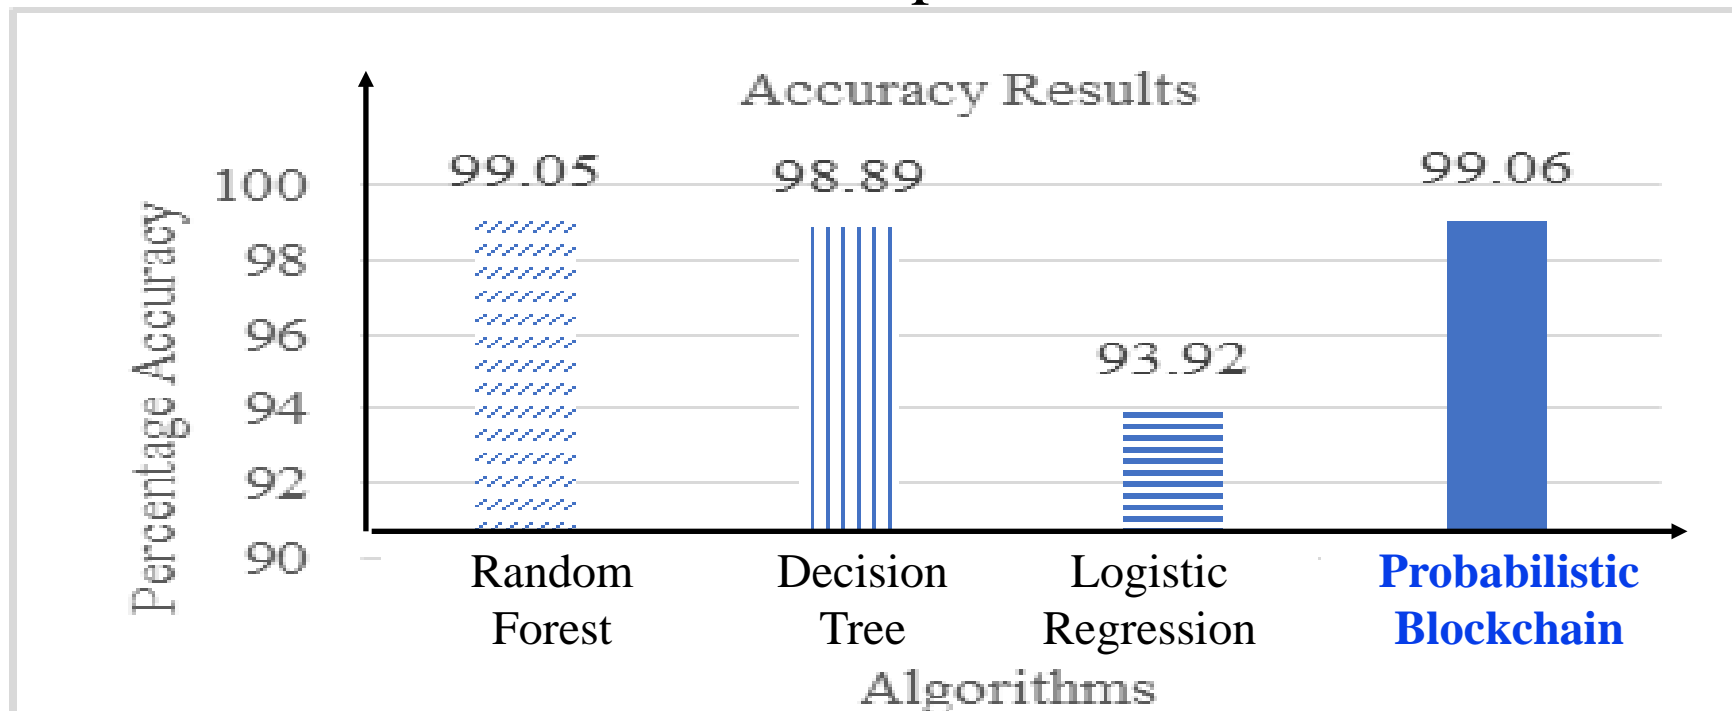 Accuracy Results
Percentage Accuracy
100
98
96
94
92
90
99.05
98.89
93.92
99.06
Random
Forest
Decision
Tree
Logistic
Regression
Probabilistic
Blockchain
Algorithms